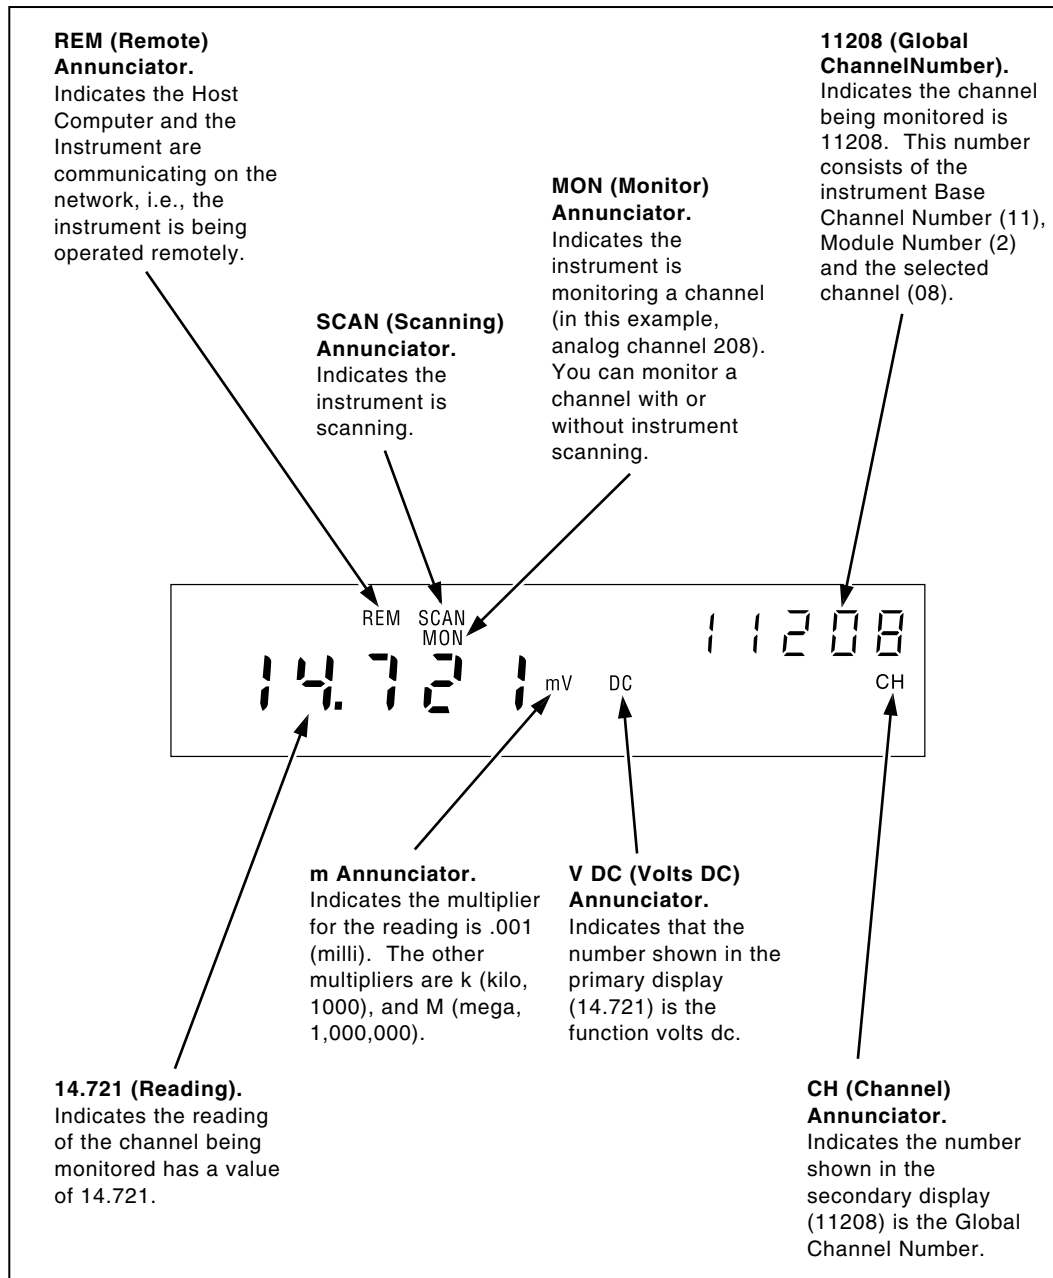 REM (Remote)
Annunciator.
Indicates the Host
Computer and the
Instrument are
communicating on the
network, i.e., the
instrument is being
operated remotely.
SCAN (Scanning)
Annunciator.
Indicates the
instrument is
scanning.
MON (Monitor)
Annunciator.
Indicates the
instrument is
monitoring a channel
(in this example,
analog channel 208).
You can monitor a
channel with or
without instrument
scanning.
11208 (Global
ChannelNumber).
Indicates the channel
being monitored is
11208. This number
consists of the
instrument Base
Channel Number (11),
Module Number (2)
and the selected
channel (08).
REM SCAN
MON
11208
14.721 mV DC
CH
m Annunciator.
Indicates the multiplier
for the reading is .001
(milli). The other
multipliers are k (kilo,
1000), and M (mega,
1,000,000).
V DC (Volts DC)
Annunciator.
Indicates that the
number shown in the
primary display
(14.721) is the
function volts dc.
14.721 (Reading).
Indicates the reading
of the channel being
monitored has a value
of 14.721.
CH (Channel)
Annunciator.
Indicates the number
shown in the
secondary display
(11208) is the Global
Channel Number.